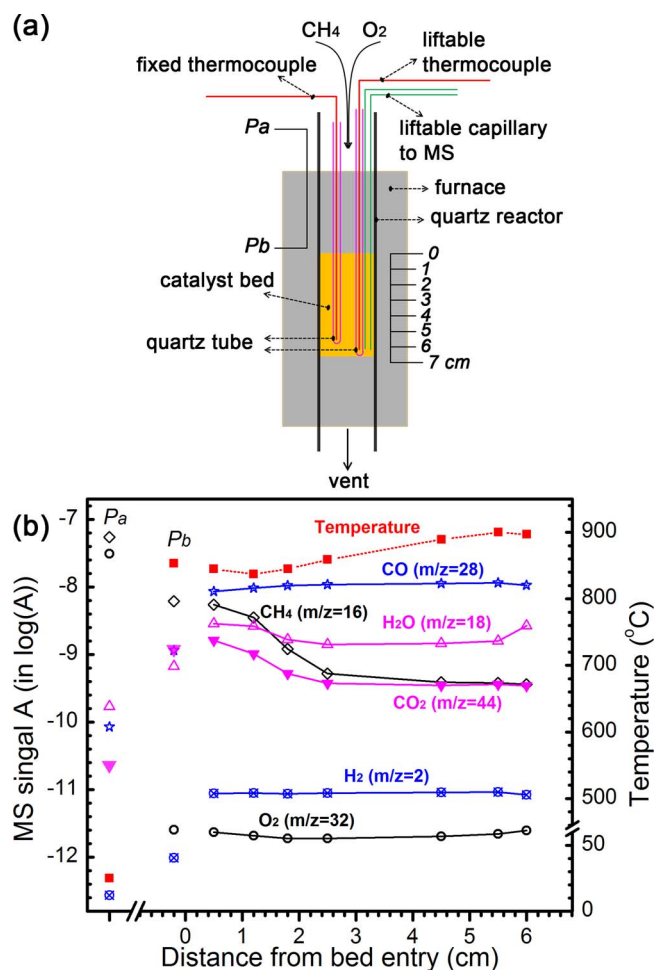 (a)
CH4 O2
fixed thermocouple
liftable
thermocouple
liftable capillary
to MS
Pa
furnace
quartz reactor
Pb
0
1
2
3
4
5
6
7 cm
catalyst bed
quartz tube
vent
(b)
Pa
Pb
Temperature
CO (m/z=28)
CH4 (m/z=16)
H2O (m/z=18)
CO2 (m/z=44)
H2 (m/z=2)
O2 (m/z=32)
-7
-8
-9
-10
-11
-12
MS singal A (in log(A))
900
800
700
600
500
50
0
Temperature (°C)
0 1 2 3 4 5 6
Distance from bed entry (cm)